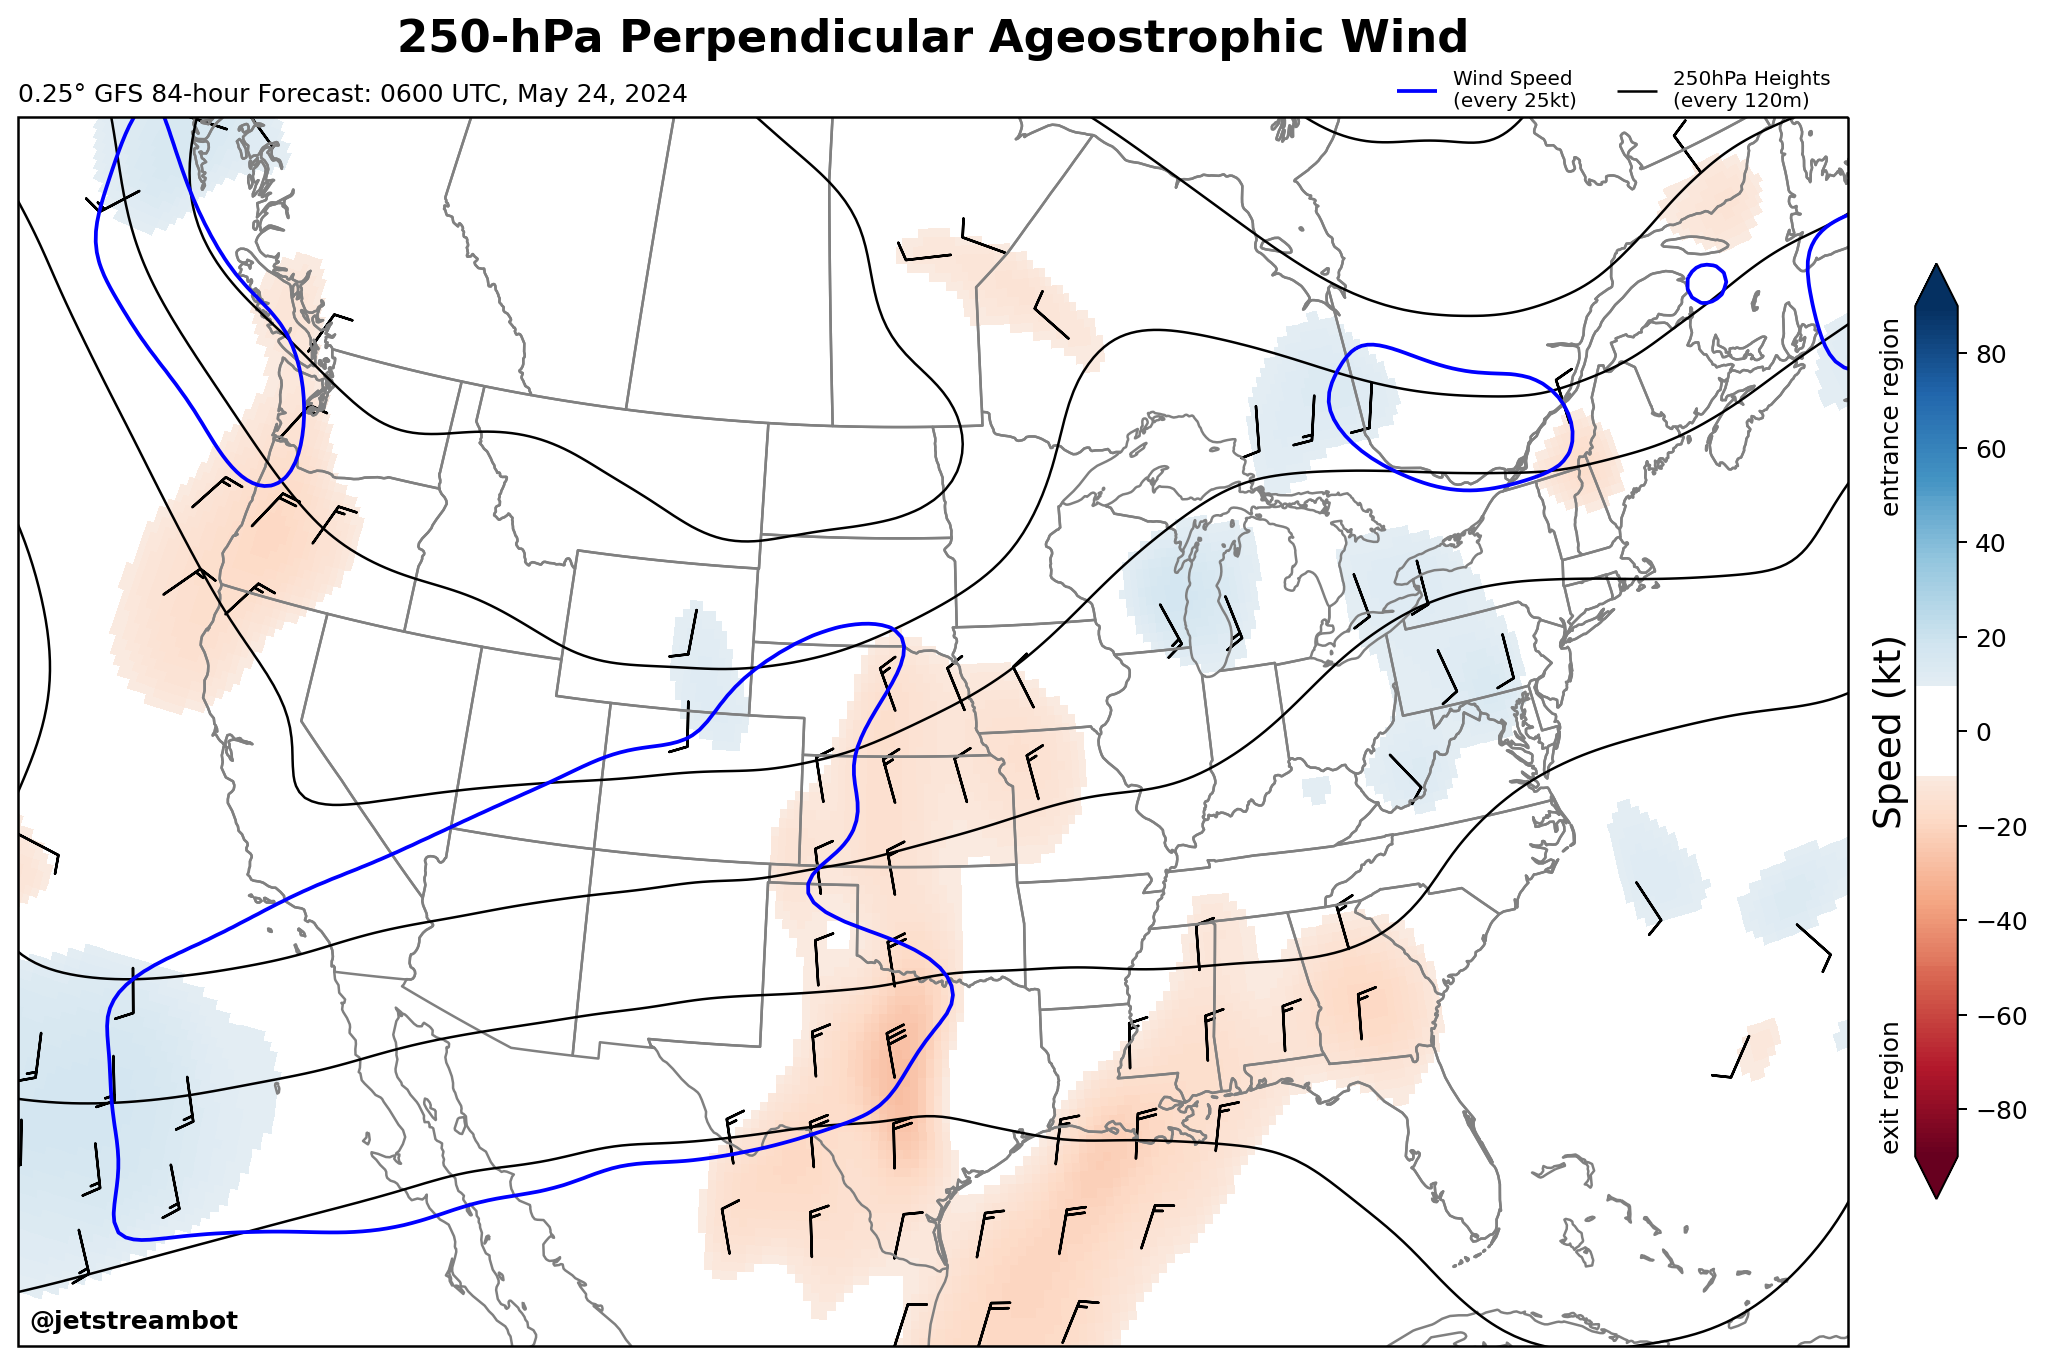 250-hPa Perpendicular Ageostrophic Wind
0.25° GFS 84-hour Forecast: 0600 UTC, May 24, 2024
Wind Speed
(every 25kt)
250hPa Heights
(every 120m)
entrance region
exit region
Speed (kt)
80
60
40
20
0
−20
−40
−60
−80
@jetstreambot